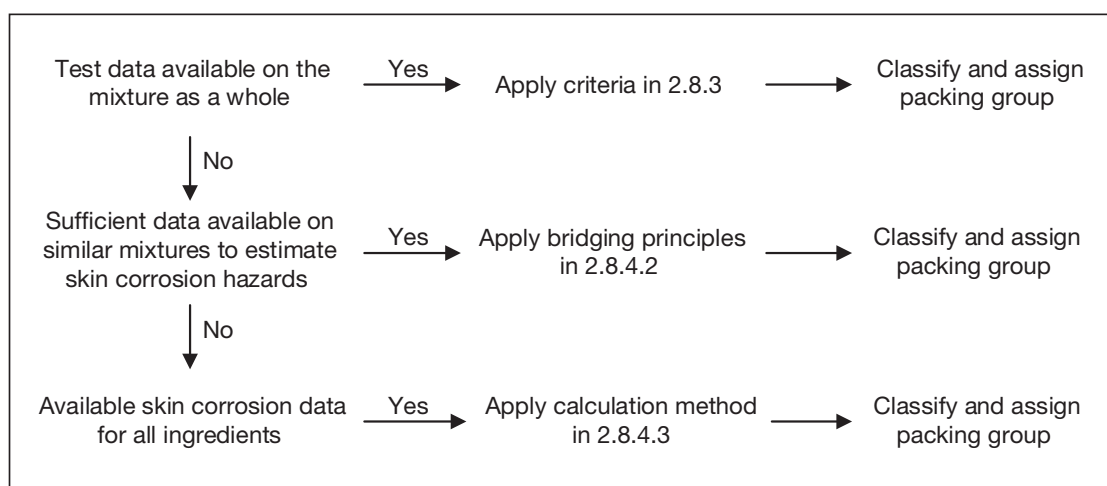 Test data available on the
mixture as a whole
Yes
Apply criteria in 2.8.3
Classify and assign
packing group
No
Sufficient data available on
similar mixtures to estimate
skin corrosion hazards
Yes
Apply bridging principles
in 2.8.4.2
Classify and assign
packing group
No
Available skin corrosion data
for all ingredients
Yes
Apply calculation method
in 2.8.4.3
Classify and assign
packing group